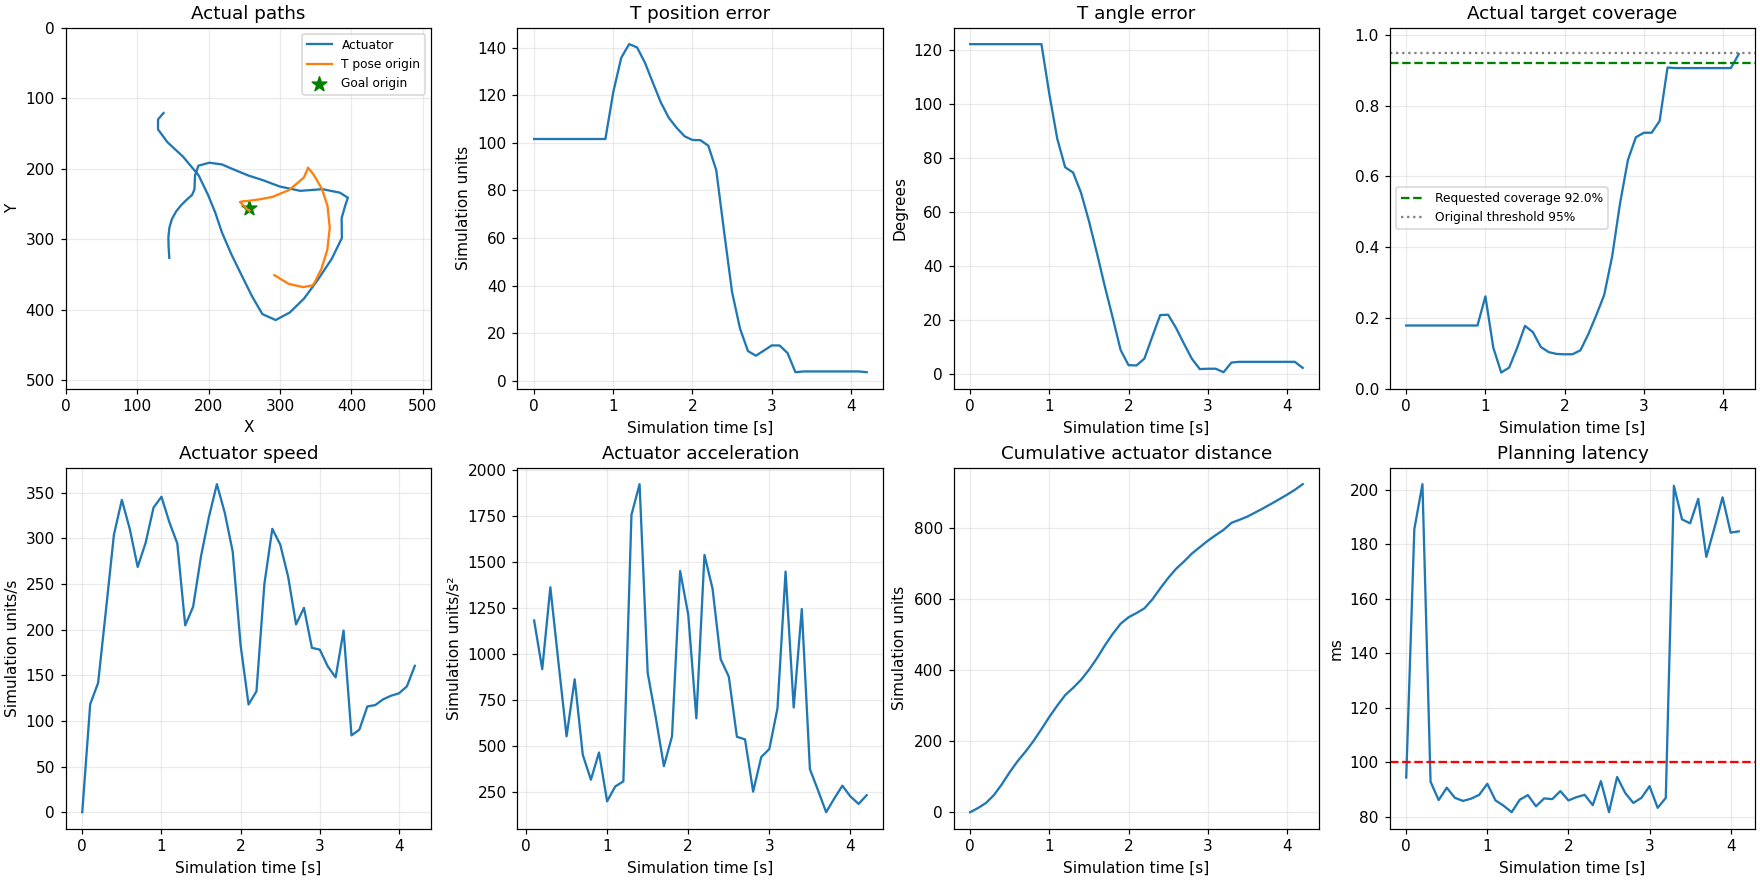 Actual paths
0
100
200
300
400
500
Y
0 100 200 300 400 500
X
Actuator
T pose origin
Goal origin
T position error
140
120
100
80
60
40
20
0
Simulation units
0 1 2 3 4
Simulation time [s]
T angle error
120
100
80
60
40
20
0
Degrees
0 1 2 3 4
Simulation time [s]
Actual target coverage
1.0
0.8
0.6
0.4
0.2
0.0
Requested coverage 92.0%
Original threshold 95%
0 1 2 3 4
Simulation time [s]
Actuator speed
350
300
250
200
150
100
50
0
Simulation units/s
0 1 2 3 4
Simulation time [s]
Actuator acceleration
2000
1750
1500
1250
1000
750
500
250
Simulation units/s²
0 1 2 3 4
Simulation time [s]
Cumulative actuator distance
800
600
400
200
0
Simulation units
0 1 2 3 4
Simulation time [s]
Planning latency
200
180
160
140
120
100
80
ms
0 1 2 3 4
Simulation time [s]